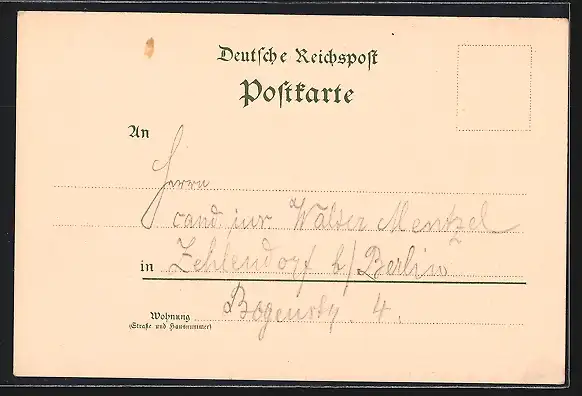 Deutsche Reichspost
Postkarte
An
Herrn
cand. jur. Walter Mentzel
in Zehlendorf b/ Berlin
Wohnung Bogenstr. 4.
(Straße und Hausnummer)